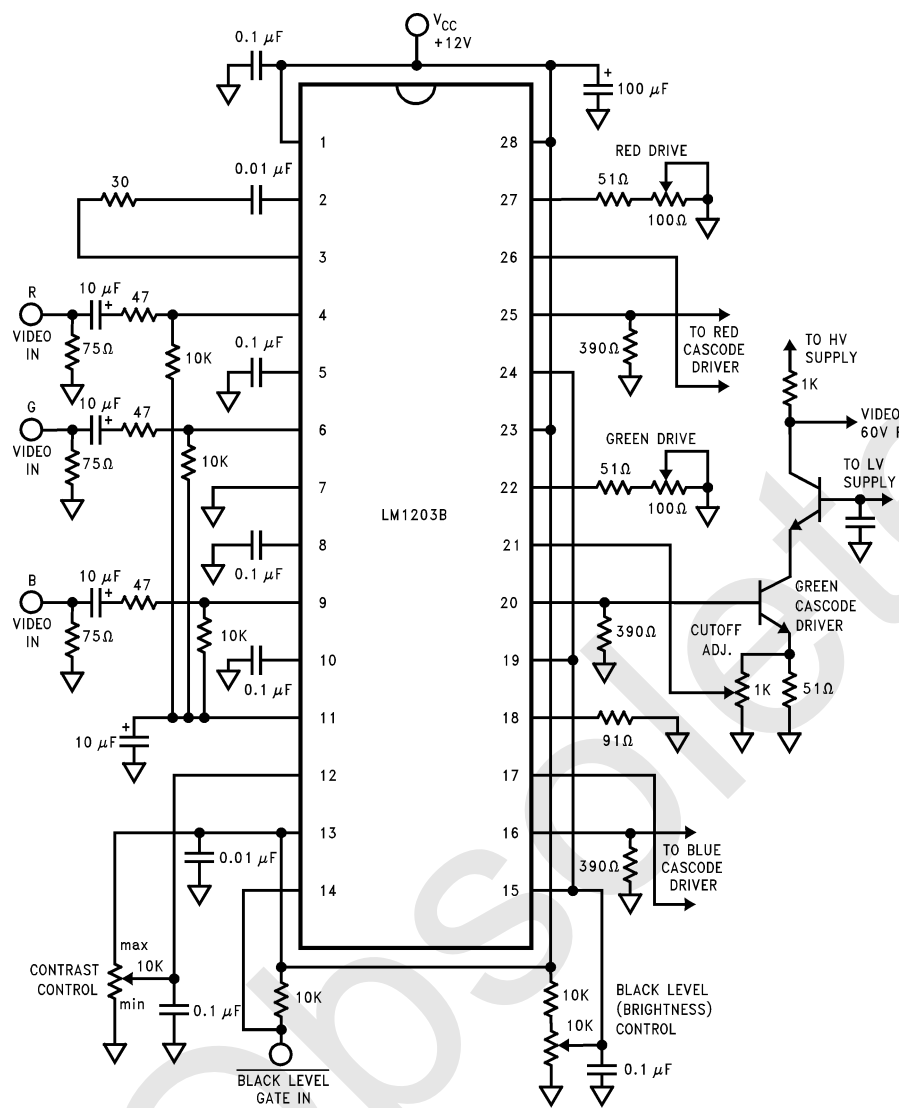 V_CC
+12V
0.1 µF
+
100 µF
1
28
RED DRIVE
0.01 µF
30
2
27
51Ω
100Ω
3
26
R
10 µF
+
47
4
25
VIDEO
IN
75Ω
10K
0.1 µF
5
390Ω
TO RED
CASCODE
DRIVER
24
TO HV
SUPPLY
1K
G
10 µF
+
47
6
23
VIDEO
60V P
VIDEO
IN
75Ω
10K
GREEN DRIVE
TO LV
SUPPLY
7
22
51Ω
100Ω
LM1203B
8
0.1 µF
21
B
10 µF
+
47
9
20
GREEN
CASCODE
DRIVER
VIDEO
IN
75Ω
10K
390Ω
CUTOFF
ADJ.
10
0.1 µF
19
1K
51Ω
+
10 µF
11
18
91Ω
12
17
13
16
0.01 µF
390Ω
TO BLUE
CASCODE
DRIVER
14
15
max
CONTRAST
CONTROL
10K
min
0.1 µF
10K
10K
10K
BLACK LEVEL
(BRIGHTNESS)
CONTROL
0.1 µF
BLACK LEVEL
GATE IN
Obsolete